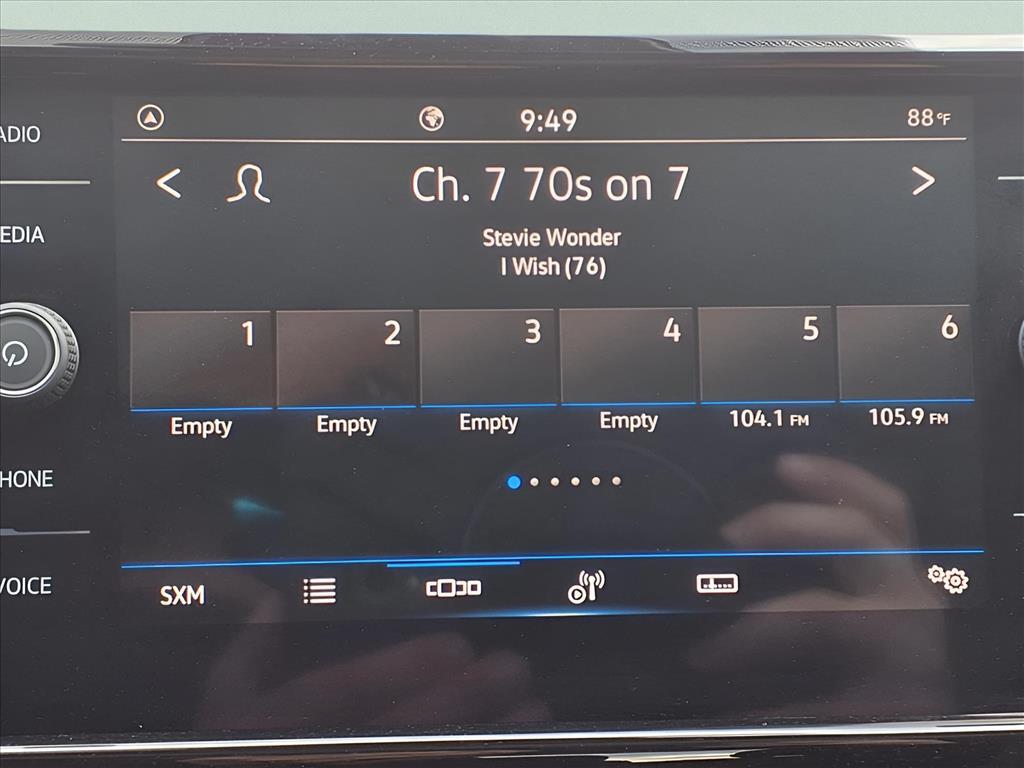 9:49
88°F
ADIO
Ch. 7 70s on 7
EDIA
Stevie Wonder
I Wish (76)
1 2 3 4 5 6
Empty Empty Empty Empty 104.1 FM 105.9 FM
HONE
VOICE
SXM